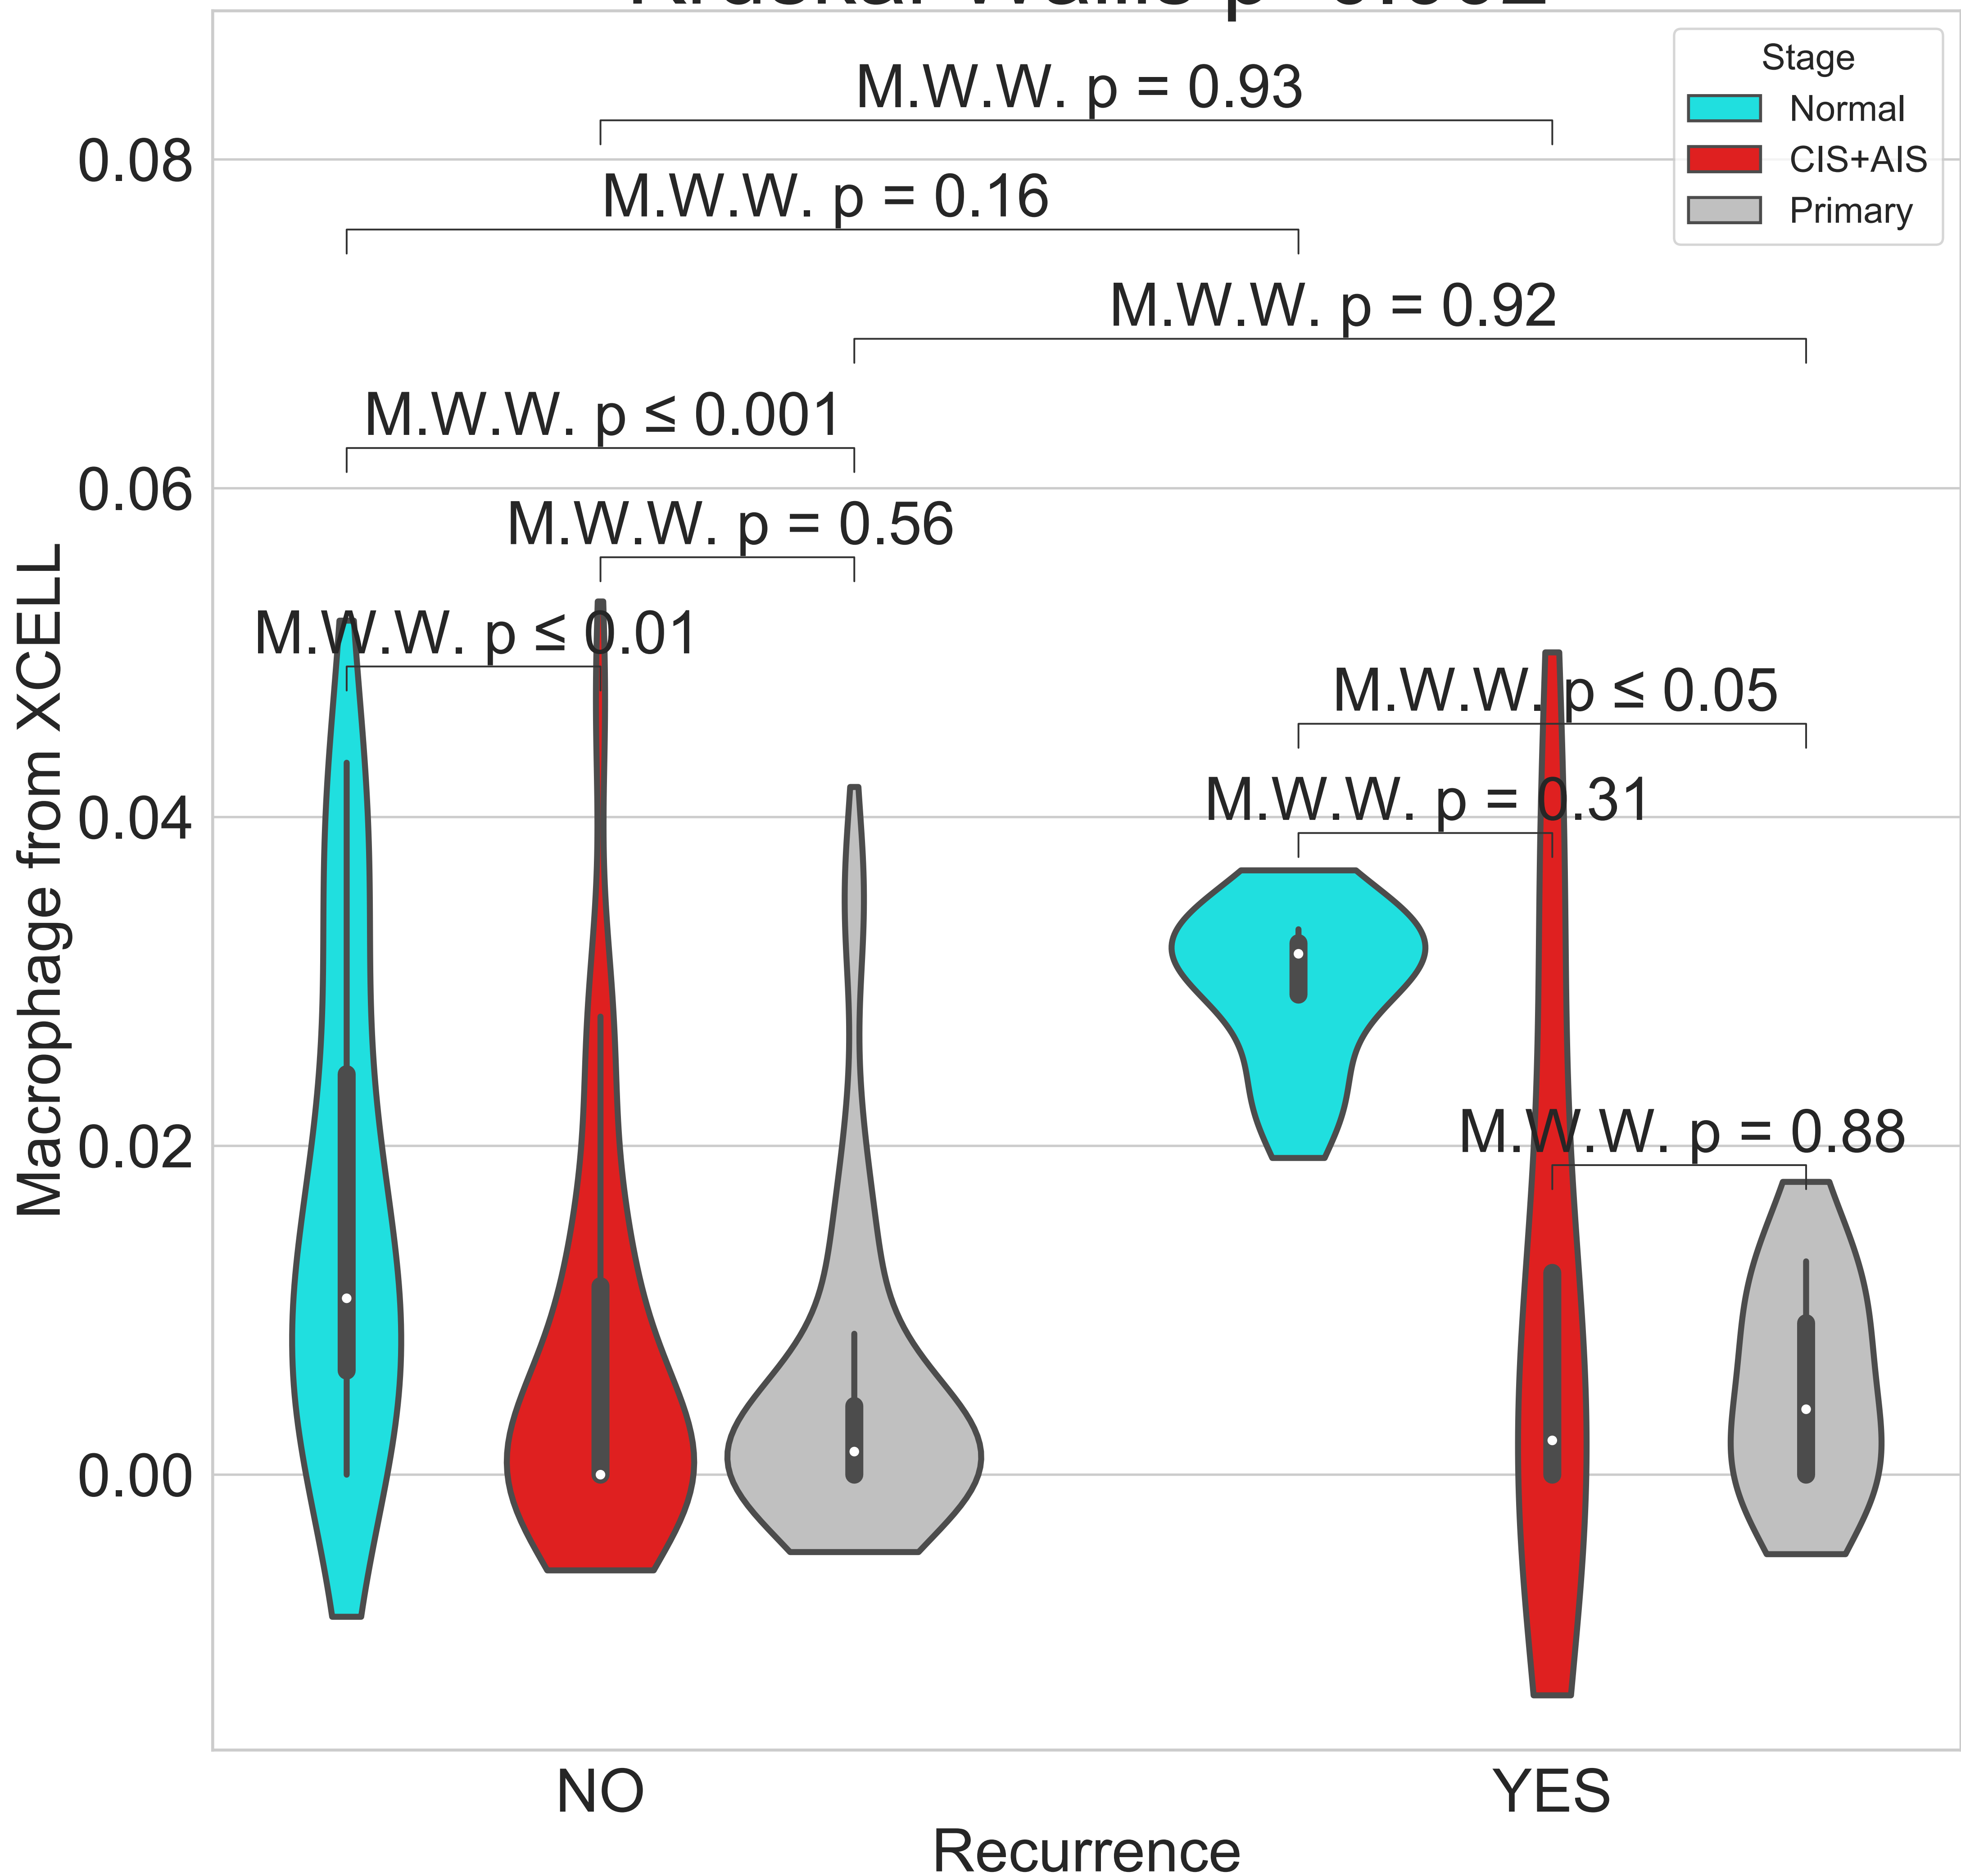 Stage
Normal
CIS+AIS
Primary
M.W.W. p = 0.93
M.W.W. p = 0.16
M.W.W. p = 0.92
M.W.W. p ≤ 0.001
M.W.W. p = 0.56
M.W.W. p ≤ 0.01
M.W.W. p ≤ 0.05
M.W.W. p = 0.31
M.W.W. p = 0.88
0.08
0.06
0.04
0.02
0.00
Macrophage from XCELL
NO
YES
Recurrence